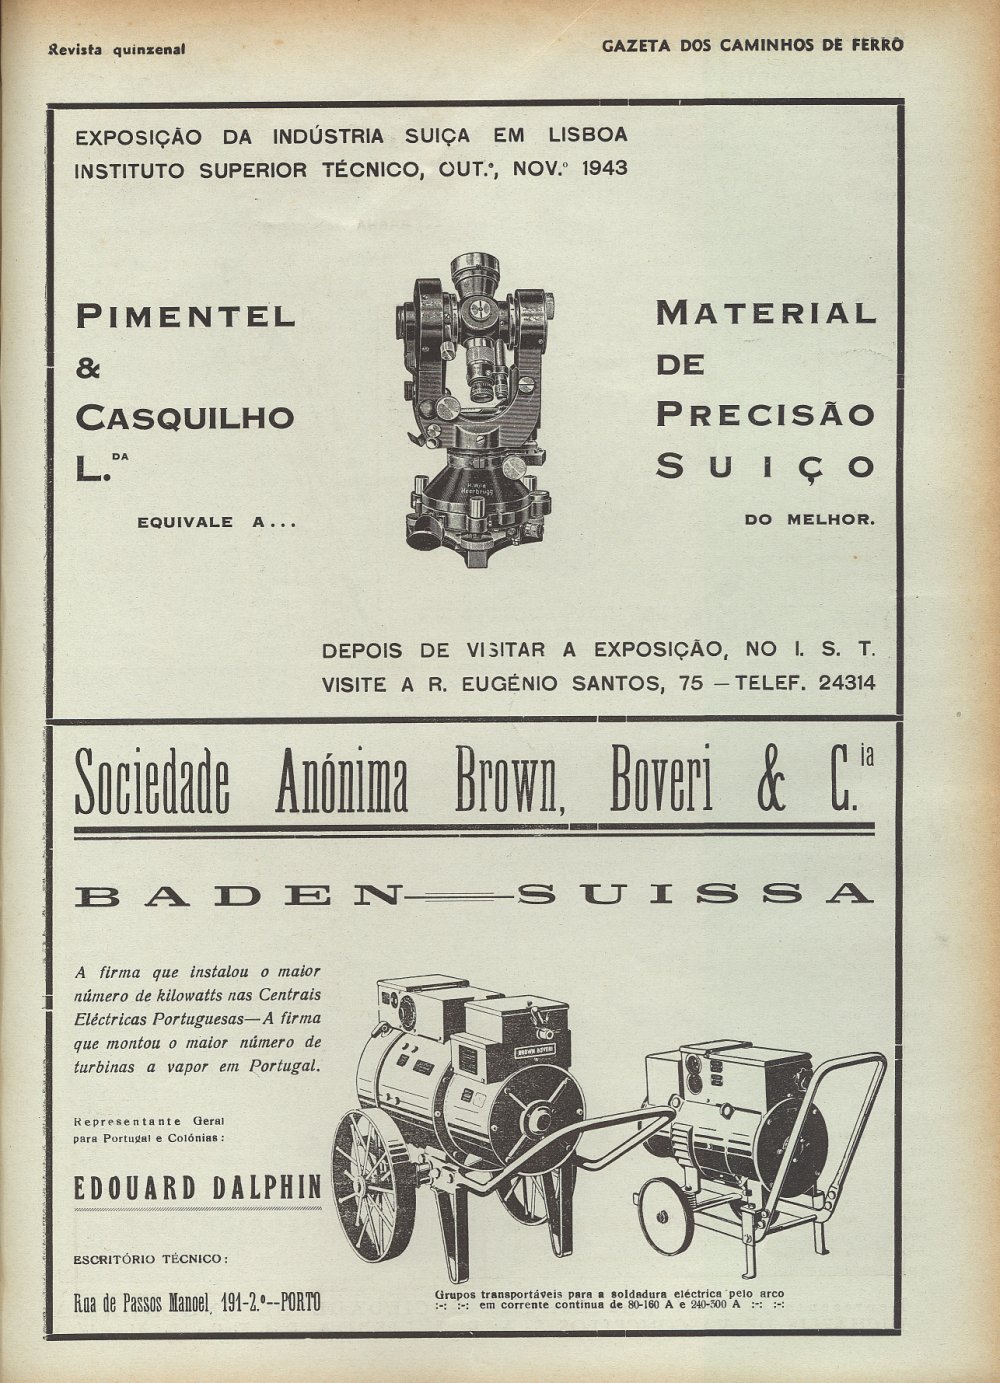 Revista quinzenal
GAZETA DOS CAMINHOS DE FERRO
EXPOSIÇÃO DA INDÚSTRIA SUIÇA EM LISBOA
INSTITUTO SUPERIOR TÉCNICO, OUT.º, NOV.º 1943
PIMENTEL
&
CASQUILHO
L.DA
EQUIVALE A...
H. Wild
Heerbrugg
MATERIAL
DE
PRECISÃO
SUIÇO
DO MELHOR.
DEPOIS DE VISITAR A EXPOSIÇÃO, NO I. S. T.
VISITE A R. EUGÉNIO SANTOS, 75 — TELEF. 24314
Sociedade Anónima Brown, Boveri & C.ia
BADEN—SUISSA
A firma que instalou o maior
número de kilowatts nas Centrais
Eléctricas Portuguesas—A firma
que montou o maior número de
turbinas a vapor em Portugal.
Representante Geral
para Portugal e Colónias:
EDOUARD DALPHIN
ESCRITÓRIO TÉCNICO:
Rua de Passos Manoel, 191-2.º--PORTO
BROWN BOVERI
Grupos transportáveis para a soldadura eléctrica pelo arco
:-: :-: em corrente contínua de 80-160 A e 240-300 A :-: :-: